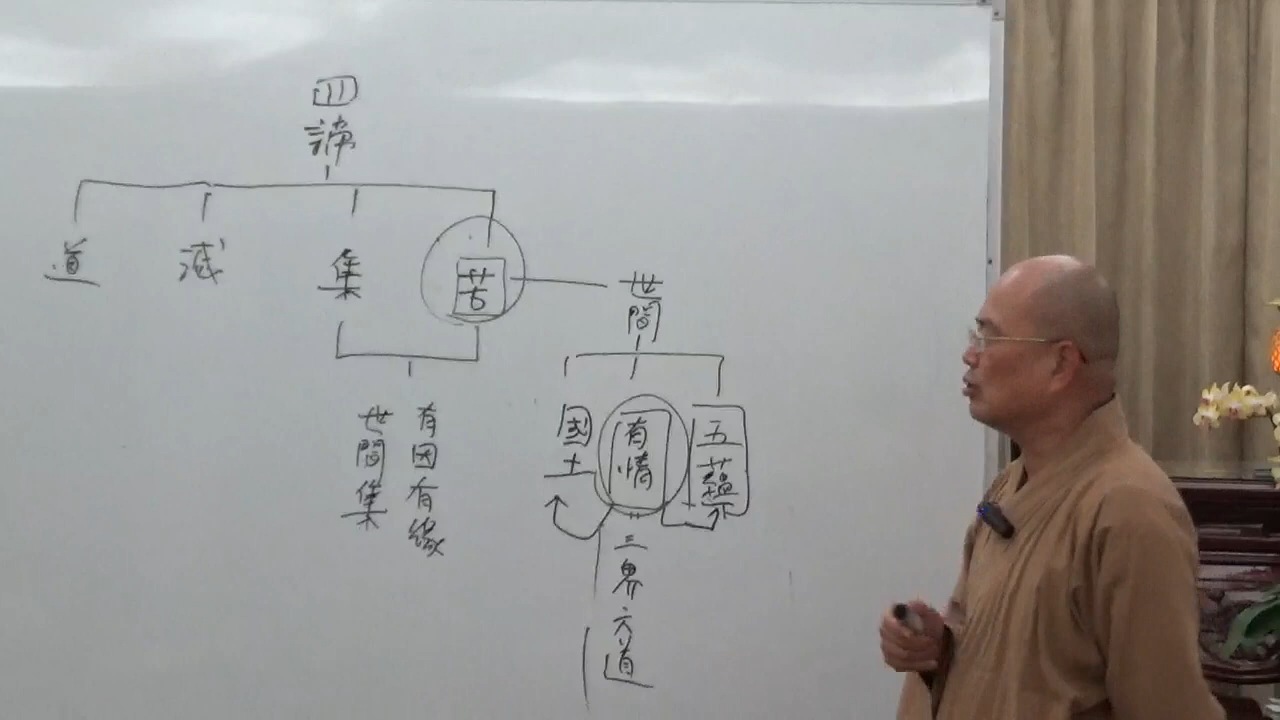 四諦
苦
集
滅
道
世間
五蘊
有情
國土
有因有緣
世間集
三界六道